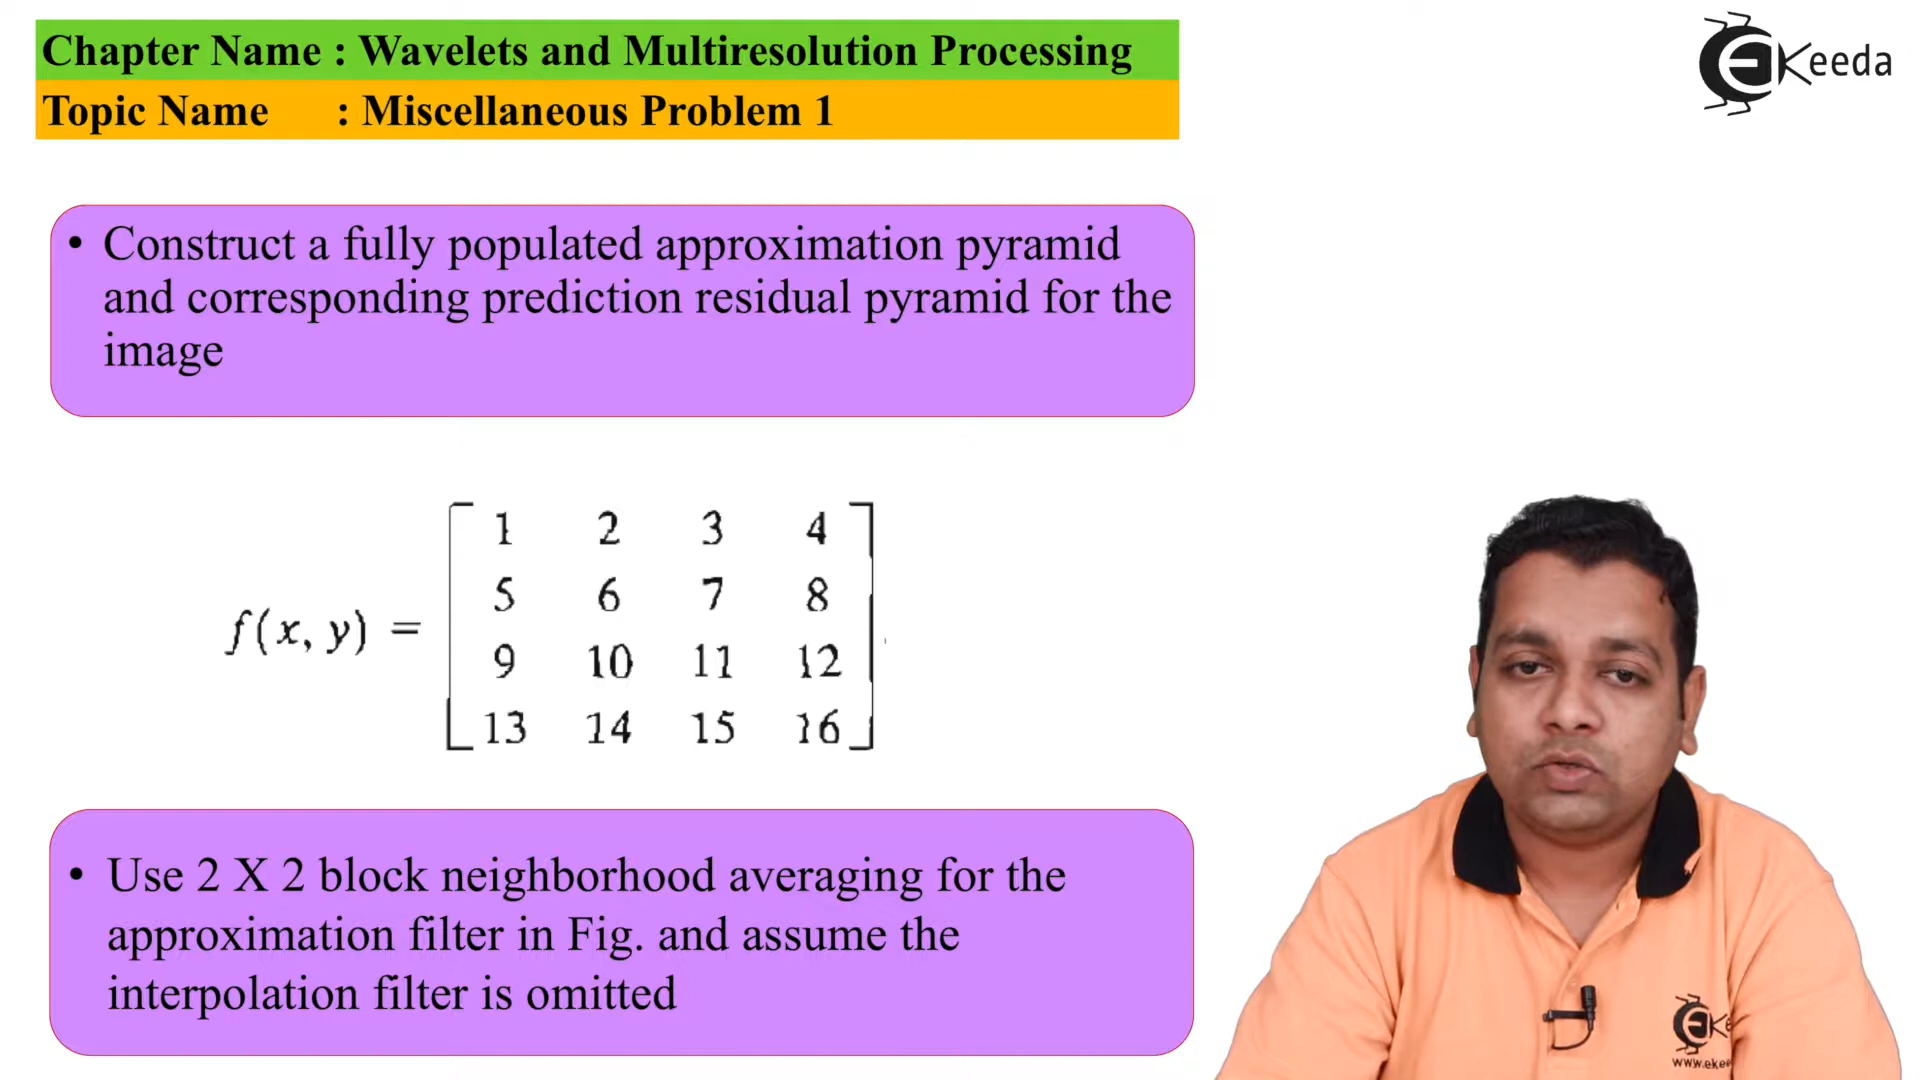 Chapter Name : Wavelets and Multiresolution Processing
Topic Name : Miscellaneous Problem 1
EKeeda
• Construct a fully populated approximation pyramid
and corresponding prediction residual pyramid for the
image
f(x, y) =
1 2 3 4
5 6 7 8
9 10 11 12
13 14 15 16
• Use 2 X 2 block neighborhood averaging for the
approximation filter in Fig. and assume the
interpolation filter is omitted